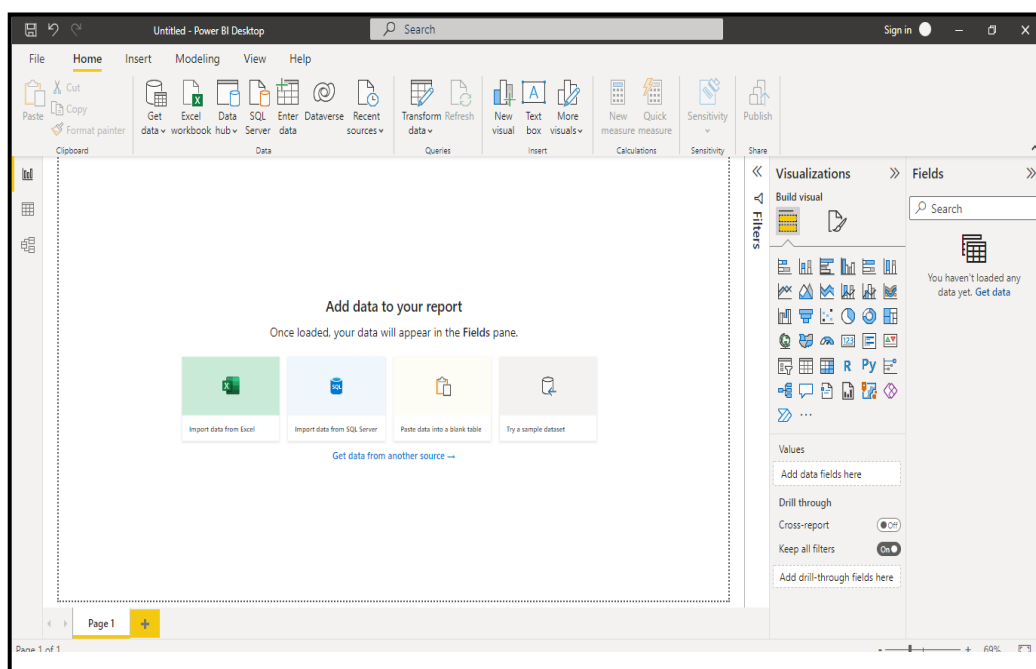 Untitled - Power BI Desktop
Search
Sign in
File Home Insert Modeling View Help
Paste
Cut
Copy
Format painter
Clipboard
Get data
Excel workbook
Data hub
SQL Server
Enter data
Dataverse
Recent sources
Data
Transform data
Refresh
Queries
New visual
Text box
More visuals
Insert
New measure
Quick measure
Calculations
Sensitivity
Sensitivity
Publish
Share
Filters
Visualizations
Build visual
123
R
Py
Values
Add data fields here
Drill through
Cross-report
Off
Keep all filters
On
Add drill-through fields here
Fields
Search
You haven't loaded any
data yet. Get data
Add data to your report
Once loaded, your data will appear in the Fields pane.
SQL
Import data from Excel
Import data from SQL Server
Paste data into a blank table
Try a sample dataset
Get data from another source →
Page 1
Page 1 of 1
69%